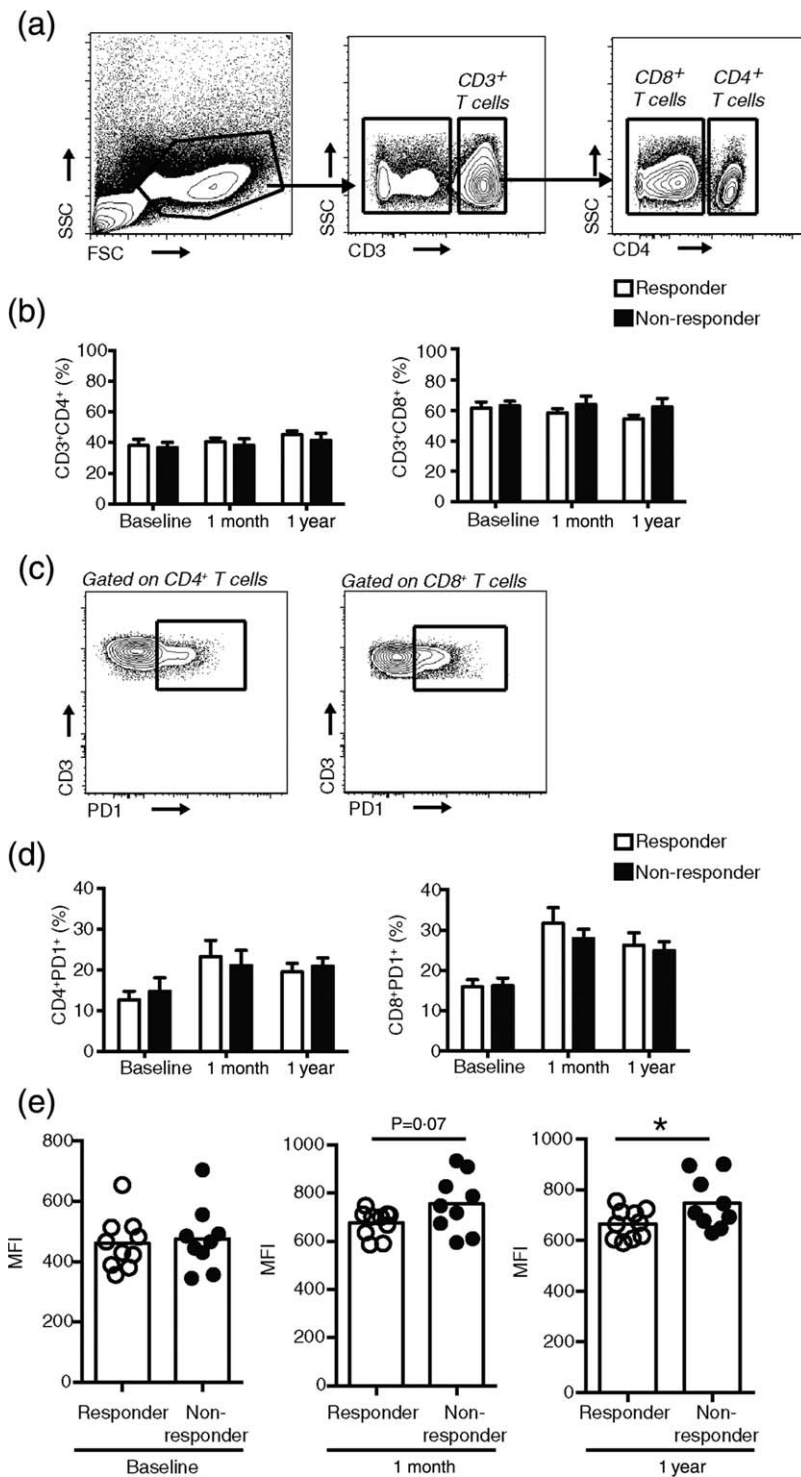 (a)
CD3+
T cells
CD8+
T cells
CD4+
T cells
SSC
FSC
SSC
CD3
SSC
CD4
Responder
Non-responder
(b)
CD3+CD4+ (%)
100
80
60
40
20
0
Baseline
1 month
1 year
CD3+CD8+ (%)
100
80
60
40
20
0
Baseline
1 month
1 year
(c)
Gated on CD4+ T cells
Gated on CD8+ T cells
CD3
PD1
CD3
PD1
Responder
Non-responder
(d)
CD4+PD1+ (%)
40
30
20
10
0
Baseline
1 month
1 year
CD8+PD1+ (%)
40
30
20
10
0
Baseline
1 month
1 year
(e)
MFI
800
600
400
200
0
Responder
Non-
responder
Baseline
P=0·07
MFI
1000
800
600
400
200
0
Responder
Non-
responder
1 month
*
MFI
1000
800
600
400
200
0
Responder
Non-
responder
1 year